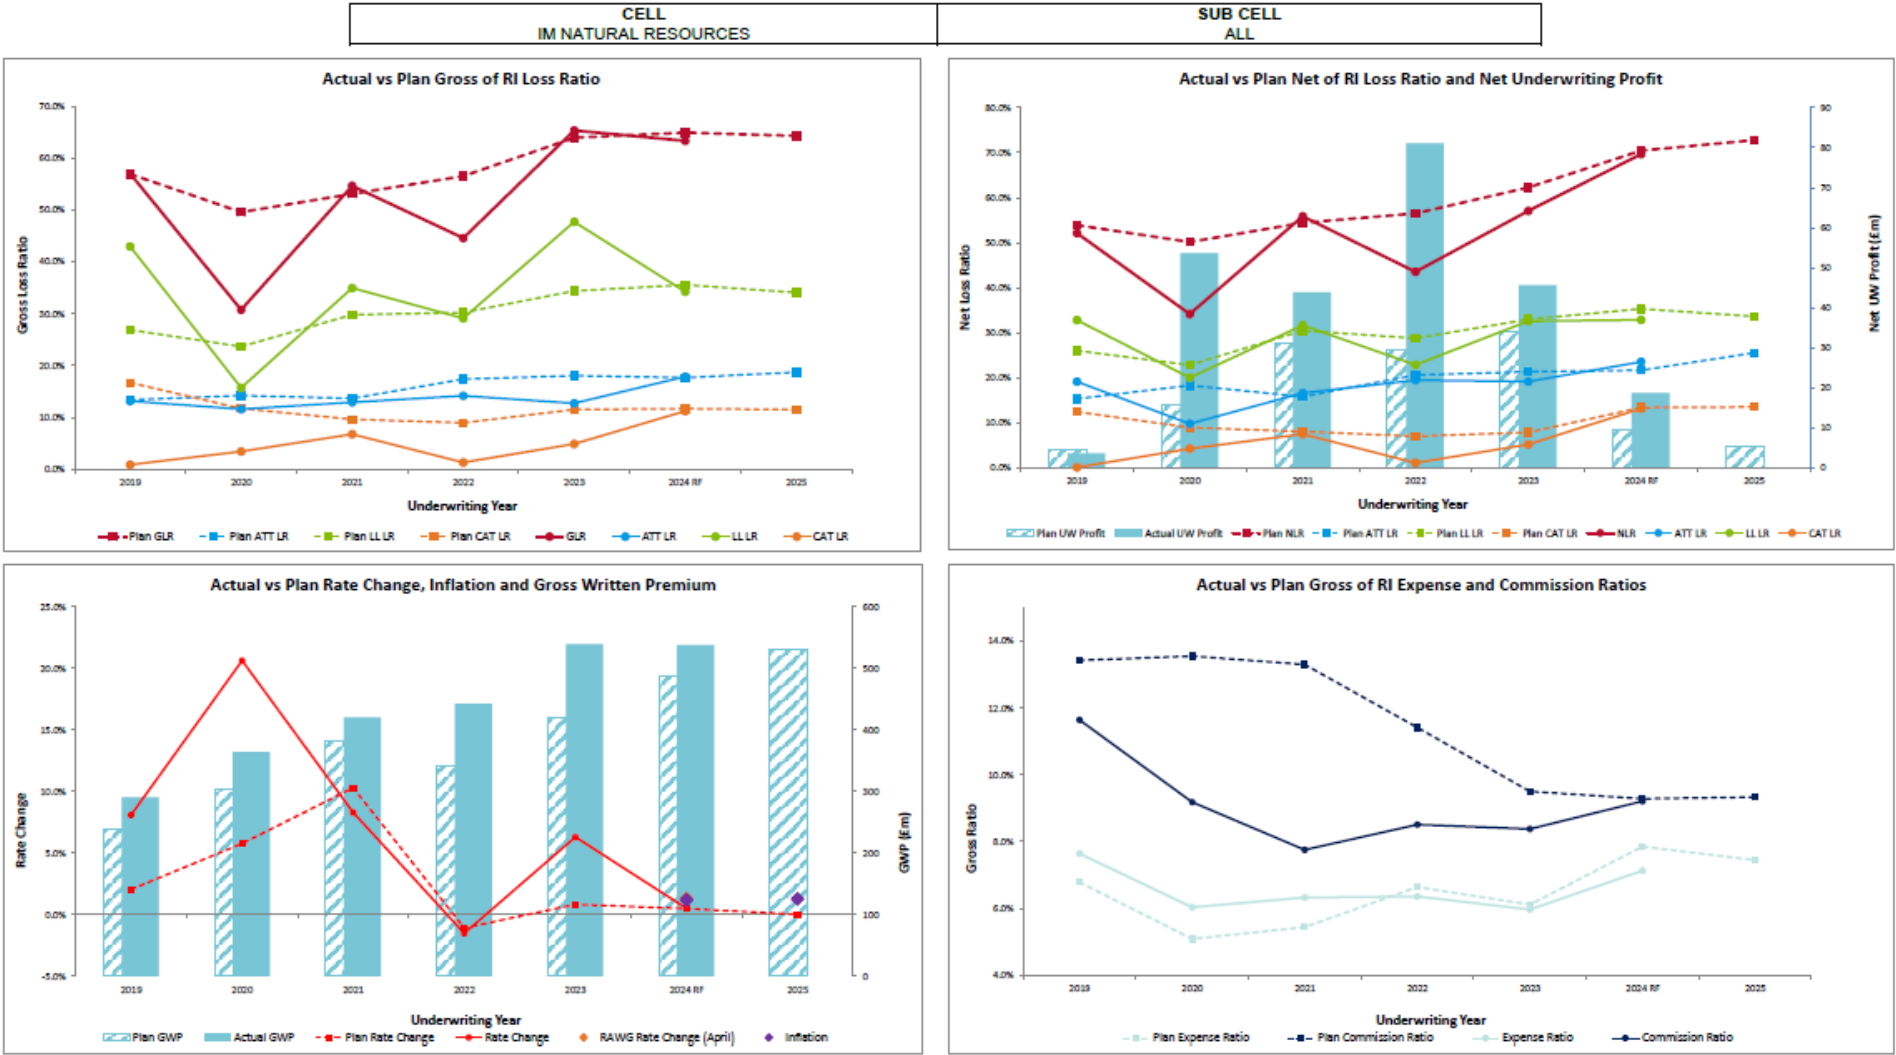 CELL
IM NATURAL RESOURCES
SUB CELL
ALL
Actual vs Plan Gross of RI Loss Ratio
70.0%
60.0%
50.0%
40.0%
30.0%
20.0%
10.0%
0.0%
Gross Loss Ratio
2019 2020 2021 2022 2023 2024 RF 2025
Underwriting Year
Plan GLR Plan ATT LR Plan LL LR Plan CAT LR GLR ATT LR LL LR CAT LR
Actual vs Plan Net of RI Loss Ratio and Net Underwriting Profit
80.0%
70.0%
60.0%
50.0%
40.0%
30.0%
20.0%
10.0%
0.0%
Net Loss Ratio
90
80
70
60
50
40
30
20
10
0
Net UW Profit (£m)
2019 2020 2021 2022 2023 2024 RF 2025
Underwriting Year
Plan UW Profit Actual UW Profit Plan NLR Plan ATT LR Plan LL LR Plan CAT LR NLR ATT LR LL LR CAT LR
Actual vs Plan Rate Change, Inflation and Gross Written Premium
25.0%
20.0%
15.0%
10.0%
5.0%
0.0%
-5.0%
Rate Change
600
500
400
300
200
100
0
GWP (£m)
2019 2020 2021 2022 2023 2024 RF 2025
Underwriting Year
Plan GWP Actual GWP Plan Rate Change Rate Change RAWG Rate Change (April) Inflation
Actual vs Plan Gross of RI Expense and Commission Ratios
14.0%
12.0%
10.0%
8.0%
6.0%
4.0%
Gross Ratio
2019 2020 2021 2022 2023 2024 RF 2025
Underwriting Year
Plan Expense Ratio Plan Commission Ratio Expense Ratio Commission Ratio